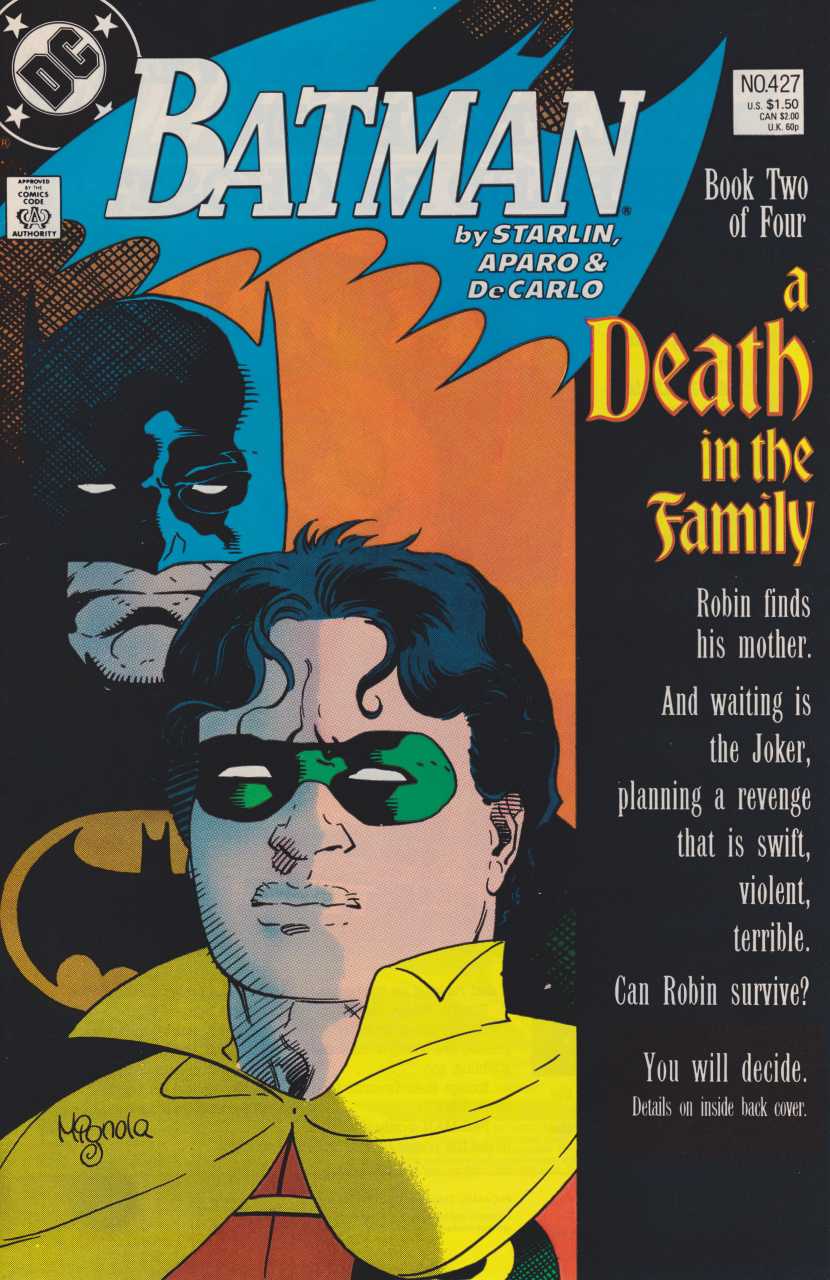 DC
BATMAN®
NO.427
U.S. $1.50
CAN $2.00
U.K. 60p
APPROVED
BY THE
COMICS
CODE
AUTHORITY
by STARLIN,
APARO &
DeCARLO
Book Two
of Four
a
Death
in the
Family
Robin finds
his mother.
And waiting is
the Joker,
planning a revenge
that is swift,
violent,
terrible.
Can Robin survive?
You will decide.
Details on inside back cover.
Mignola